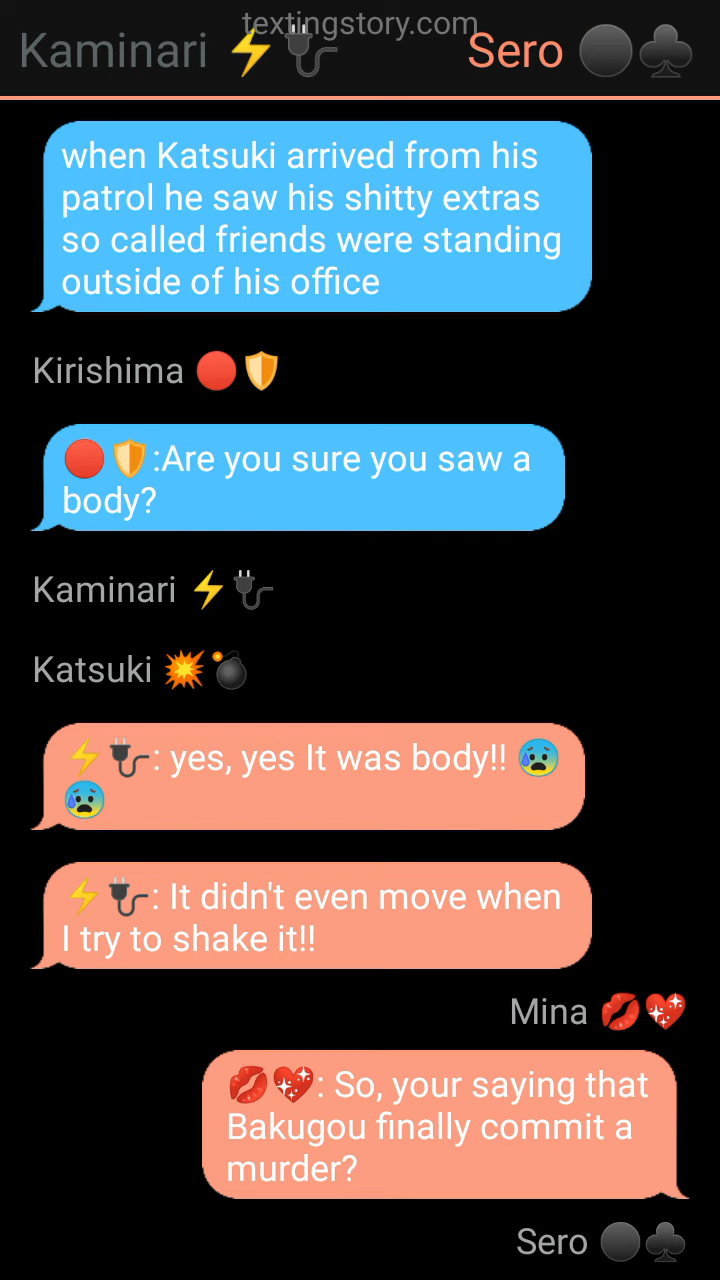 textingstory.com
Kaminari ⚡🔌 Sero ⚫♣️
when Katsuki arrived from his
patrol he saw his shitty extras
so called friends were standing
outside of his office
Kirishima 🔴🛡️
🔴🛡️:Are you sure you saw a
body?
Kaminari ⚡🔌
Katsuki 💥💣
⚡🔌: yes, yes It was body!! 😰
😰
⚡🔌: It didn't even move when
I try to shake it!!
Mina 💋💖
💋💖: So, your saying that
Bakugou finally commit a
murder?
Sero ⚫♣️